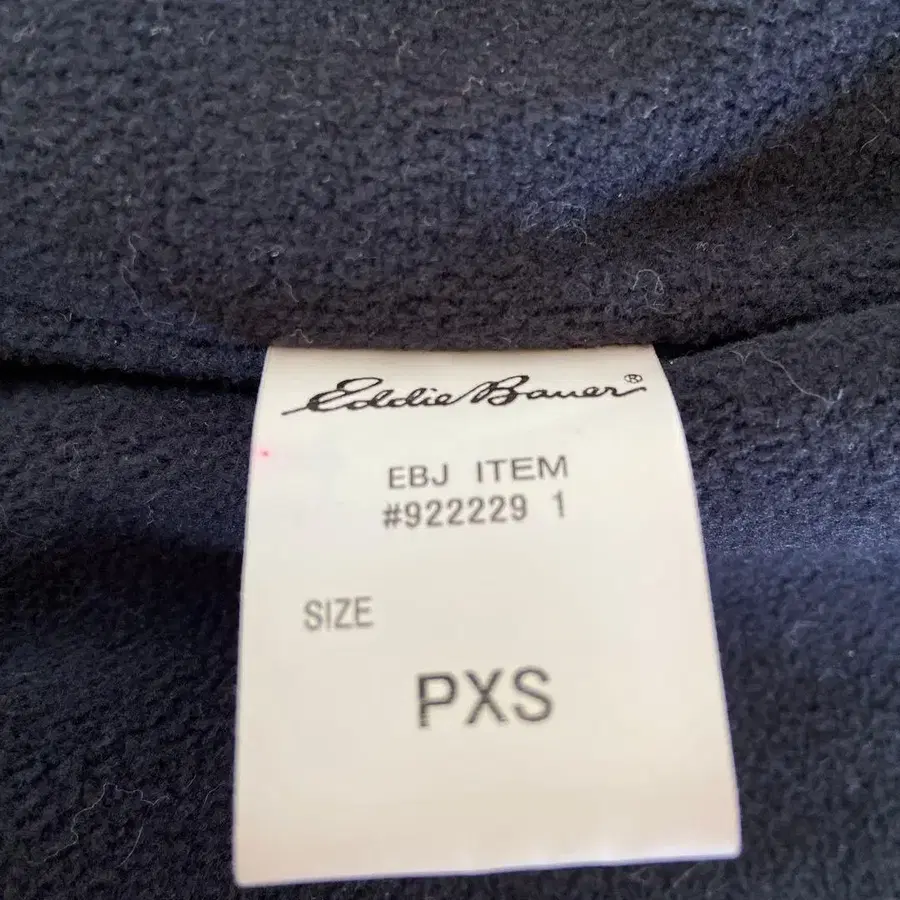 Eddie Bauer®
EBJ ITEM
#922229 1
SIZE
PXS